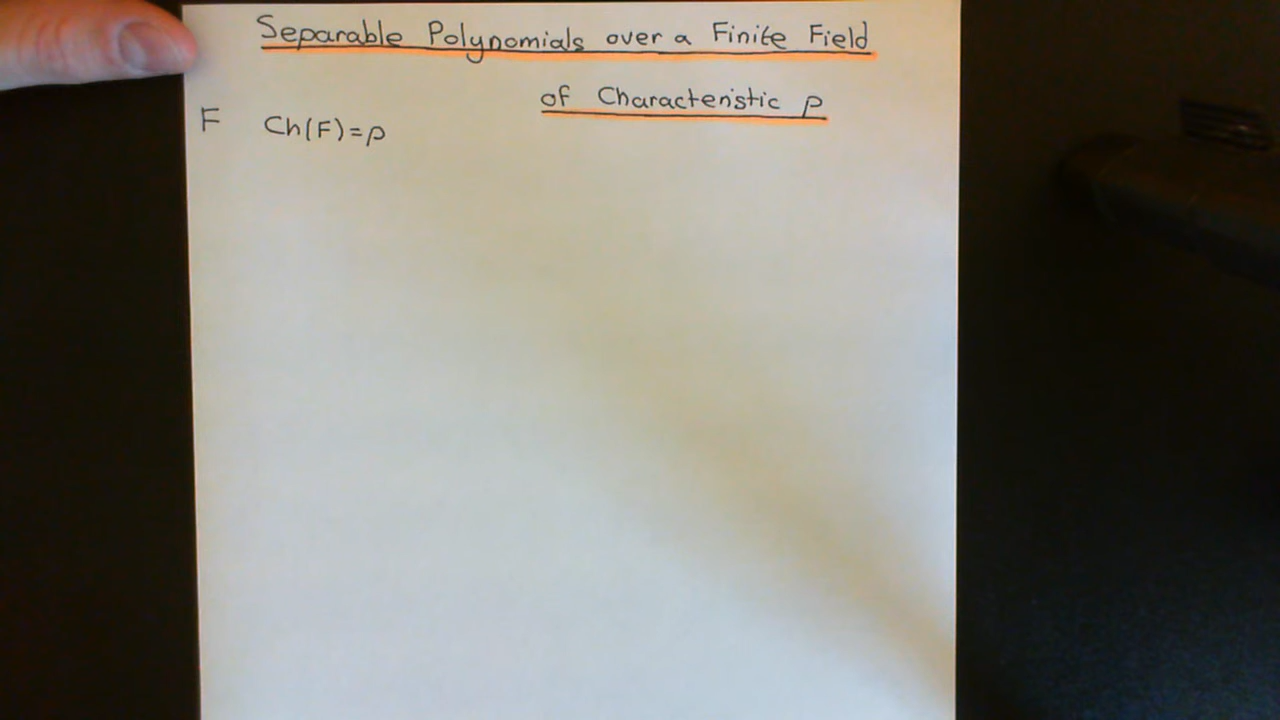 Separable Polynomials over a Finite Field
of Characteristic p
F Ch(F)=p